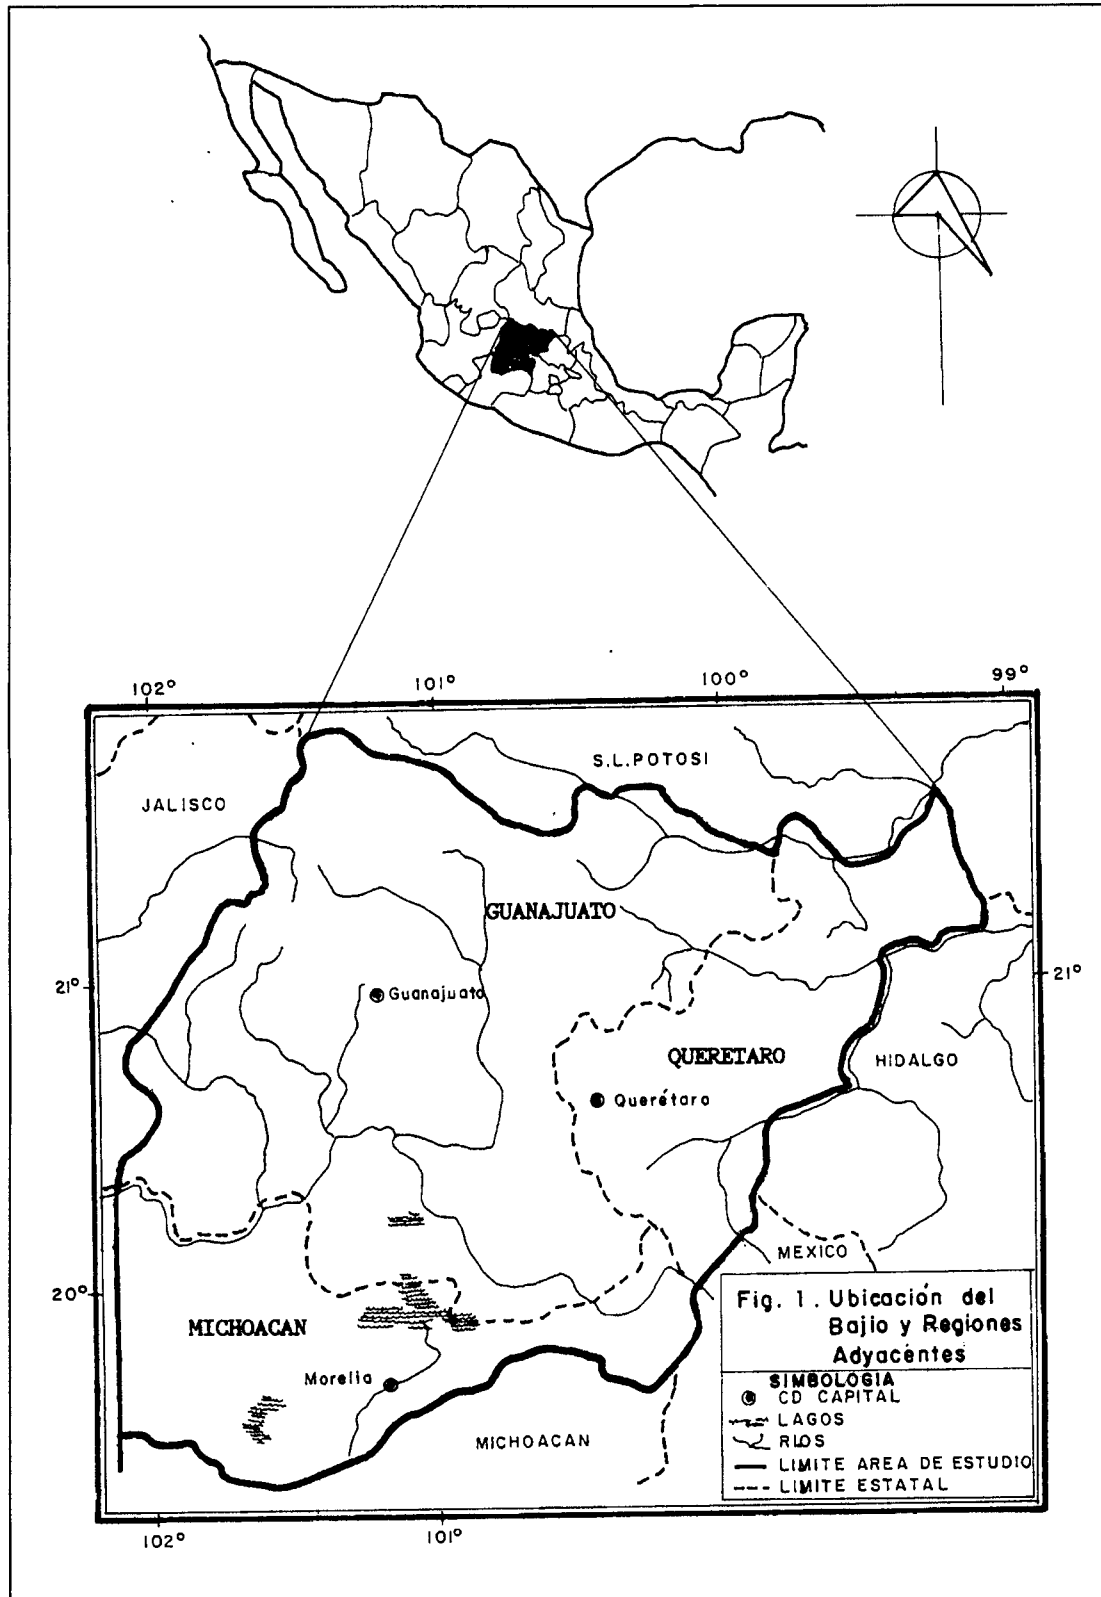 102°
101°
100°
99°
S.L.POTOSI
JALISCO
GUANAJUATO
21°
21°
Guanajuato
QUERETARO
HIDALGO
Querétaro
MEXICO
20°
Fig. 1. Ubicación del
Bajio y Regiones
Adyacentes
MICHOACAN
Morelia
SIMBOLOGIA
CD CAPITAL
LAGOS
RIOS
LIMITE AREA DE ESTUDIO
LIMITE ESTATAL
MICHOACAN
102°
101°